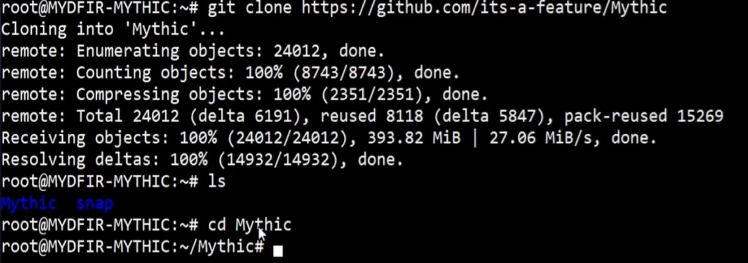 root@MYDFIR-MYTHIC:~# git clone https://github.com/its-a-feature/Mythic
Cloning into 'Mythic'...
remote: Enumerating objects: 24012, done.
remote: Counting objects: 100% (8743/8743), done.
remote: Compressing objects: 100% (2351/2351), done.
remote: Total 24012 (delta 6191), reused 8118 (delta 5847), pack-reused 15269
Receiving objects: 100% (24012/24012), 393.82 MiB | 27.06 MiB/s, done.
Resolving deltas: 100% (14932/14932), done.
root@MYDFIR-MYTHIC:~# ls
Mythic  snap
root@MYDFIR-MYTHIC:~# cd Mythic
root@MYDFIR-MYTHIC:~/Mythic#